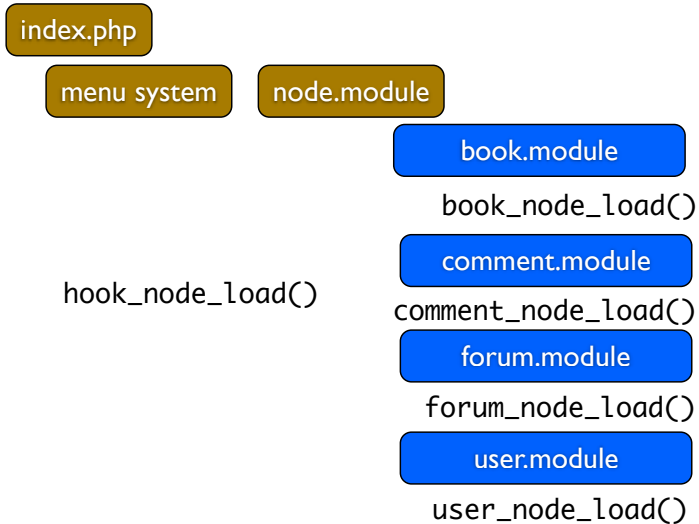 index.php
menu system
node.module
book.module
book_node_load()
comment.module
hook_node_load()
comment_node_load()
forum.module
forum_node_load()
user.module
user_node_load()